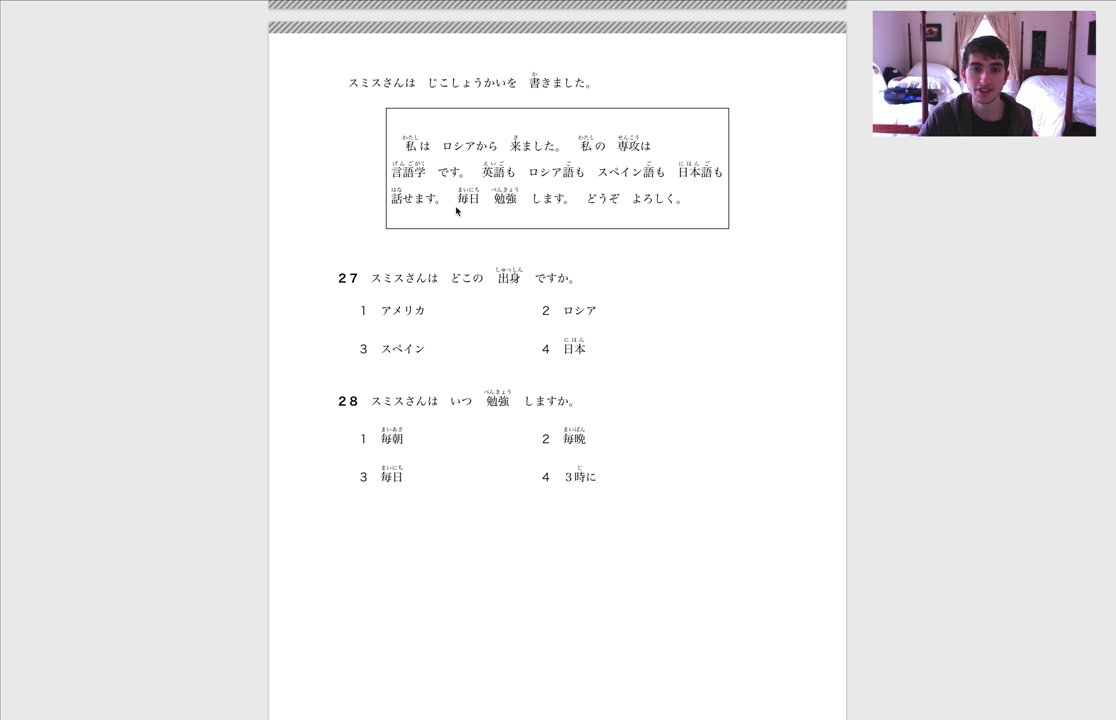 スミスさんは じこしょうかいを 書きました。
私は ロシアから 来ました。 私の 専攻は
言語学 です。 英語も ロシア語も スペイン語も 日本語も
話せます。 毎日 勉強 します。 どうぞ よろしく。
27 スミスさんは どこの 出身 ですか。
1 アメリカ 2 ロシア
3 スペイン 4 日本
28 スミスさんは いつ 勉強 しますか。
1 毎朝 2 毎晩
3 毎日 4 3時に